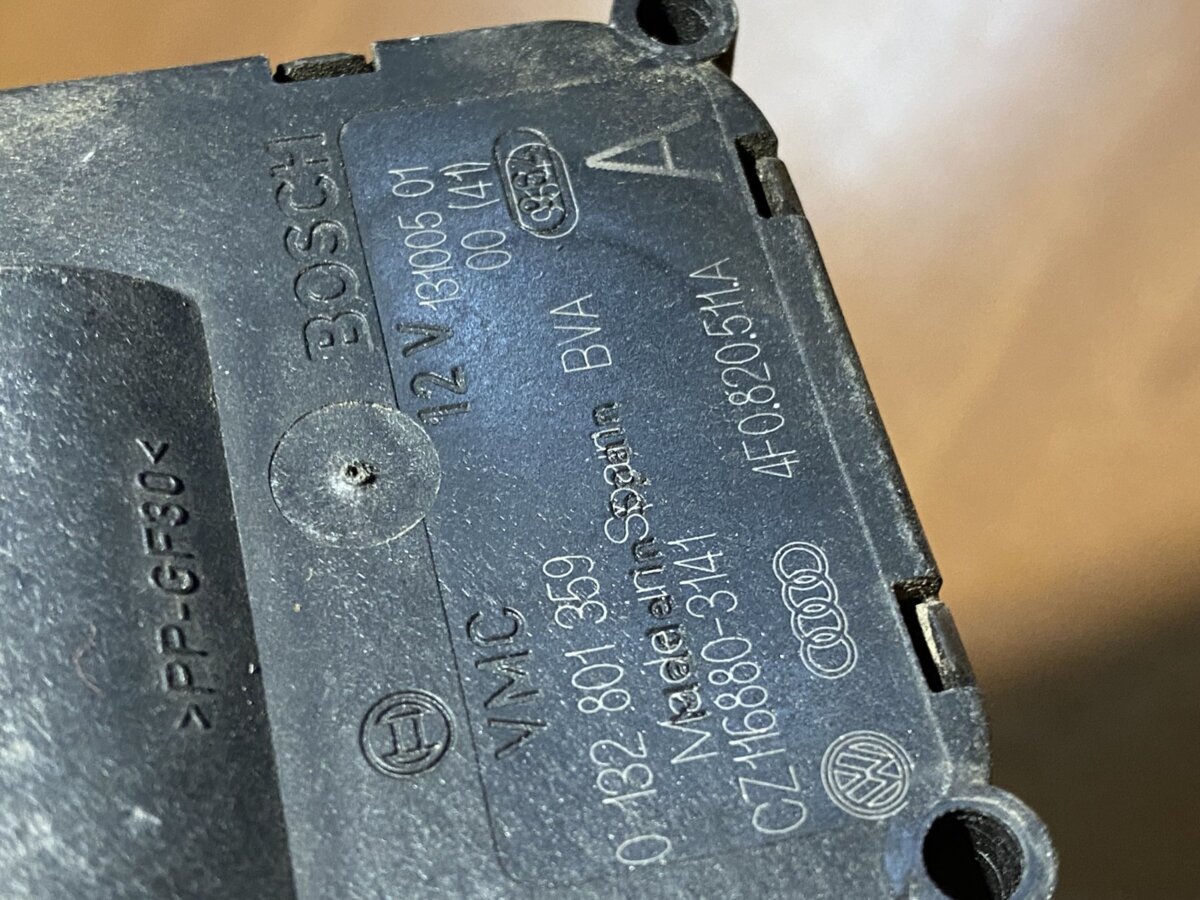 BOSCH
12 V
131005 01
00 (41)
A
VMC
0 132 801 359
BVA
Made in Spain
CZ116880-3141
4F0.820.511.A
>PP-GF30<